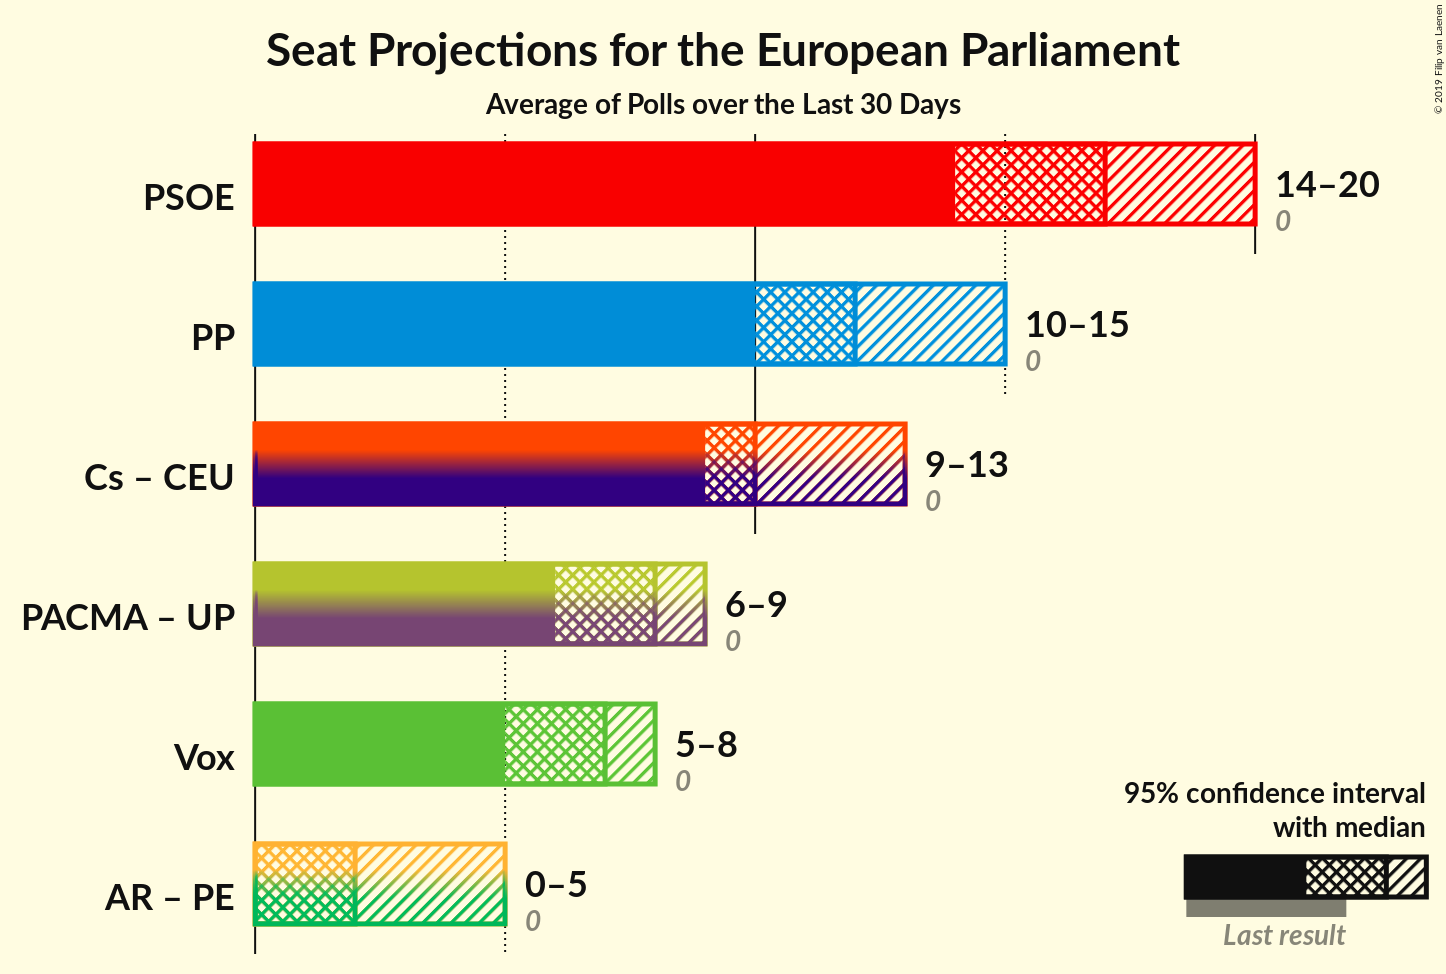 Seat Projections for the European Parliament
Average of Polls over the Last 30 Days
© 2019 Filip van Laenen
PSOE
14–20
0
PP
10–15
0
Cs – CEU
9–13
0
PACMA – UP
6–9
0
Vox
5–8
0
AR – PE
0–5
0
95% confidence interval
with median
Last result